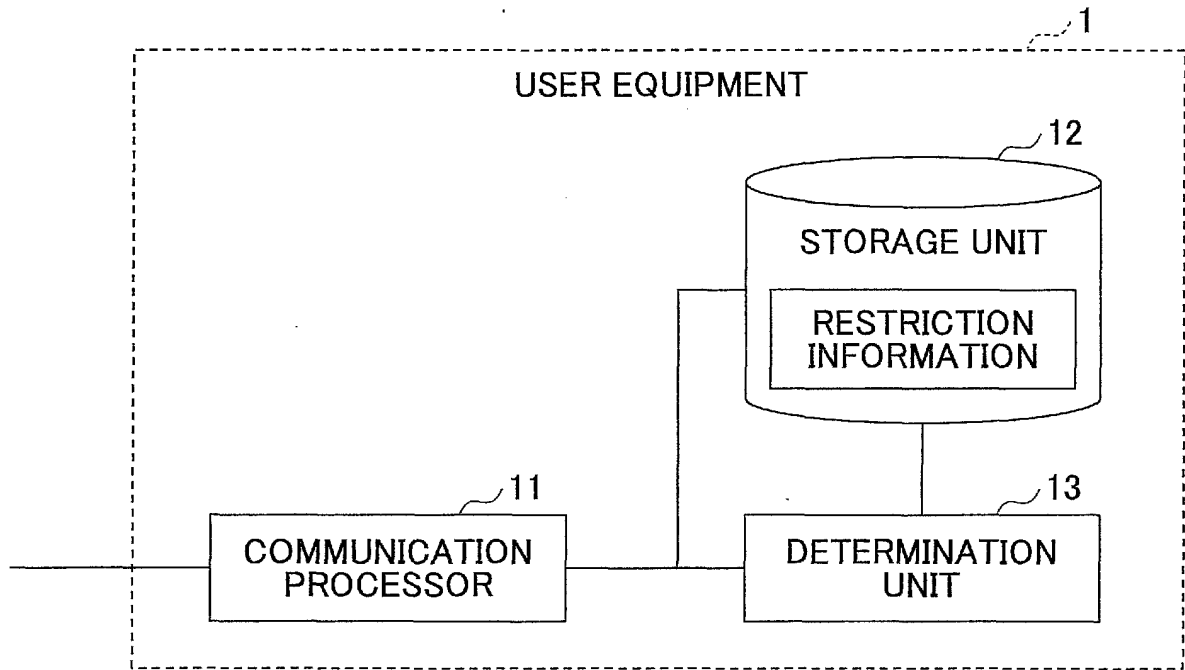 1
USER EQUIPMENT
12
STORAGE UNIT
RESTRICTION
INFORMATION
11
COMMUNICATION
PROCESSOR
13
DETERMINATION
UNIT